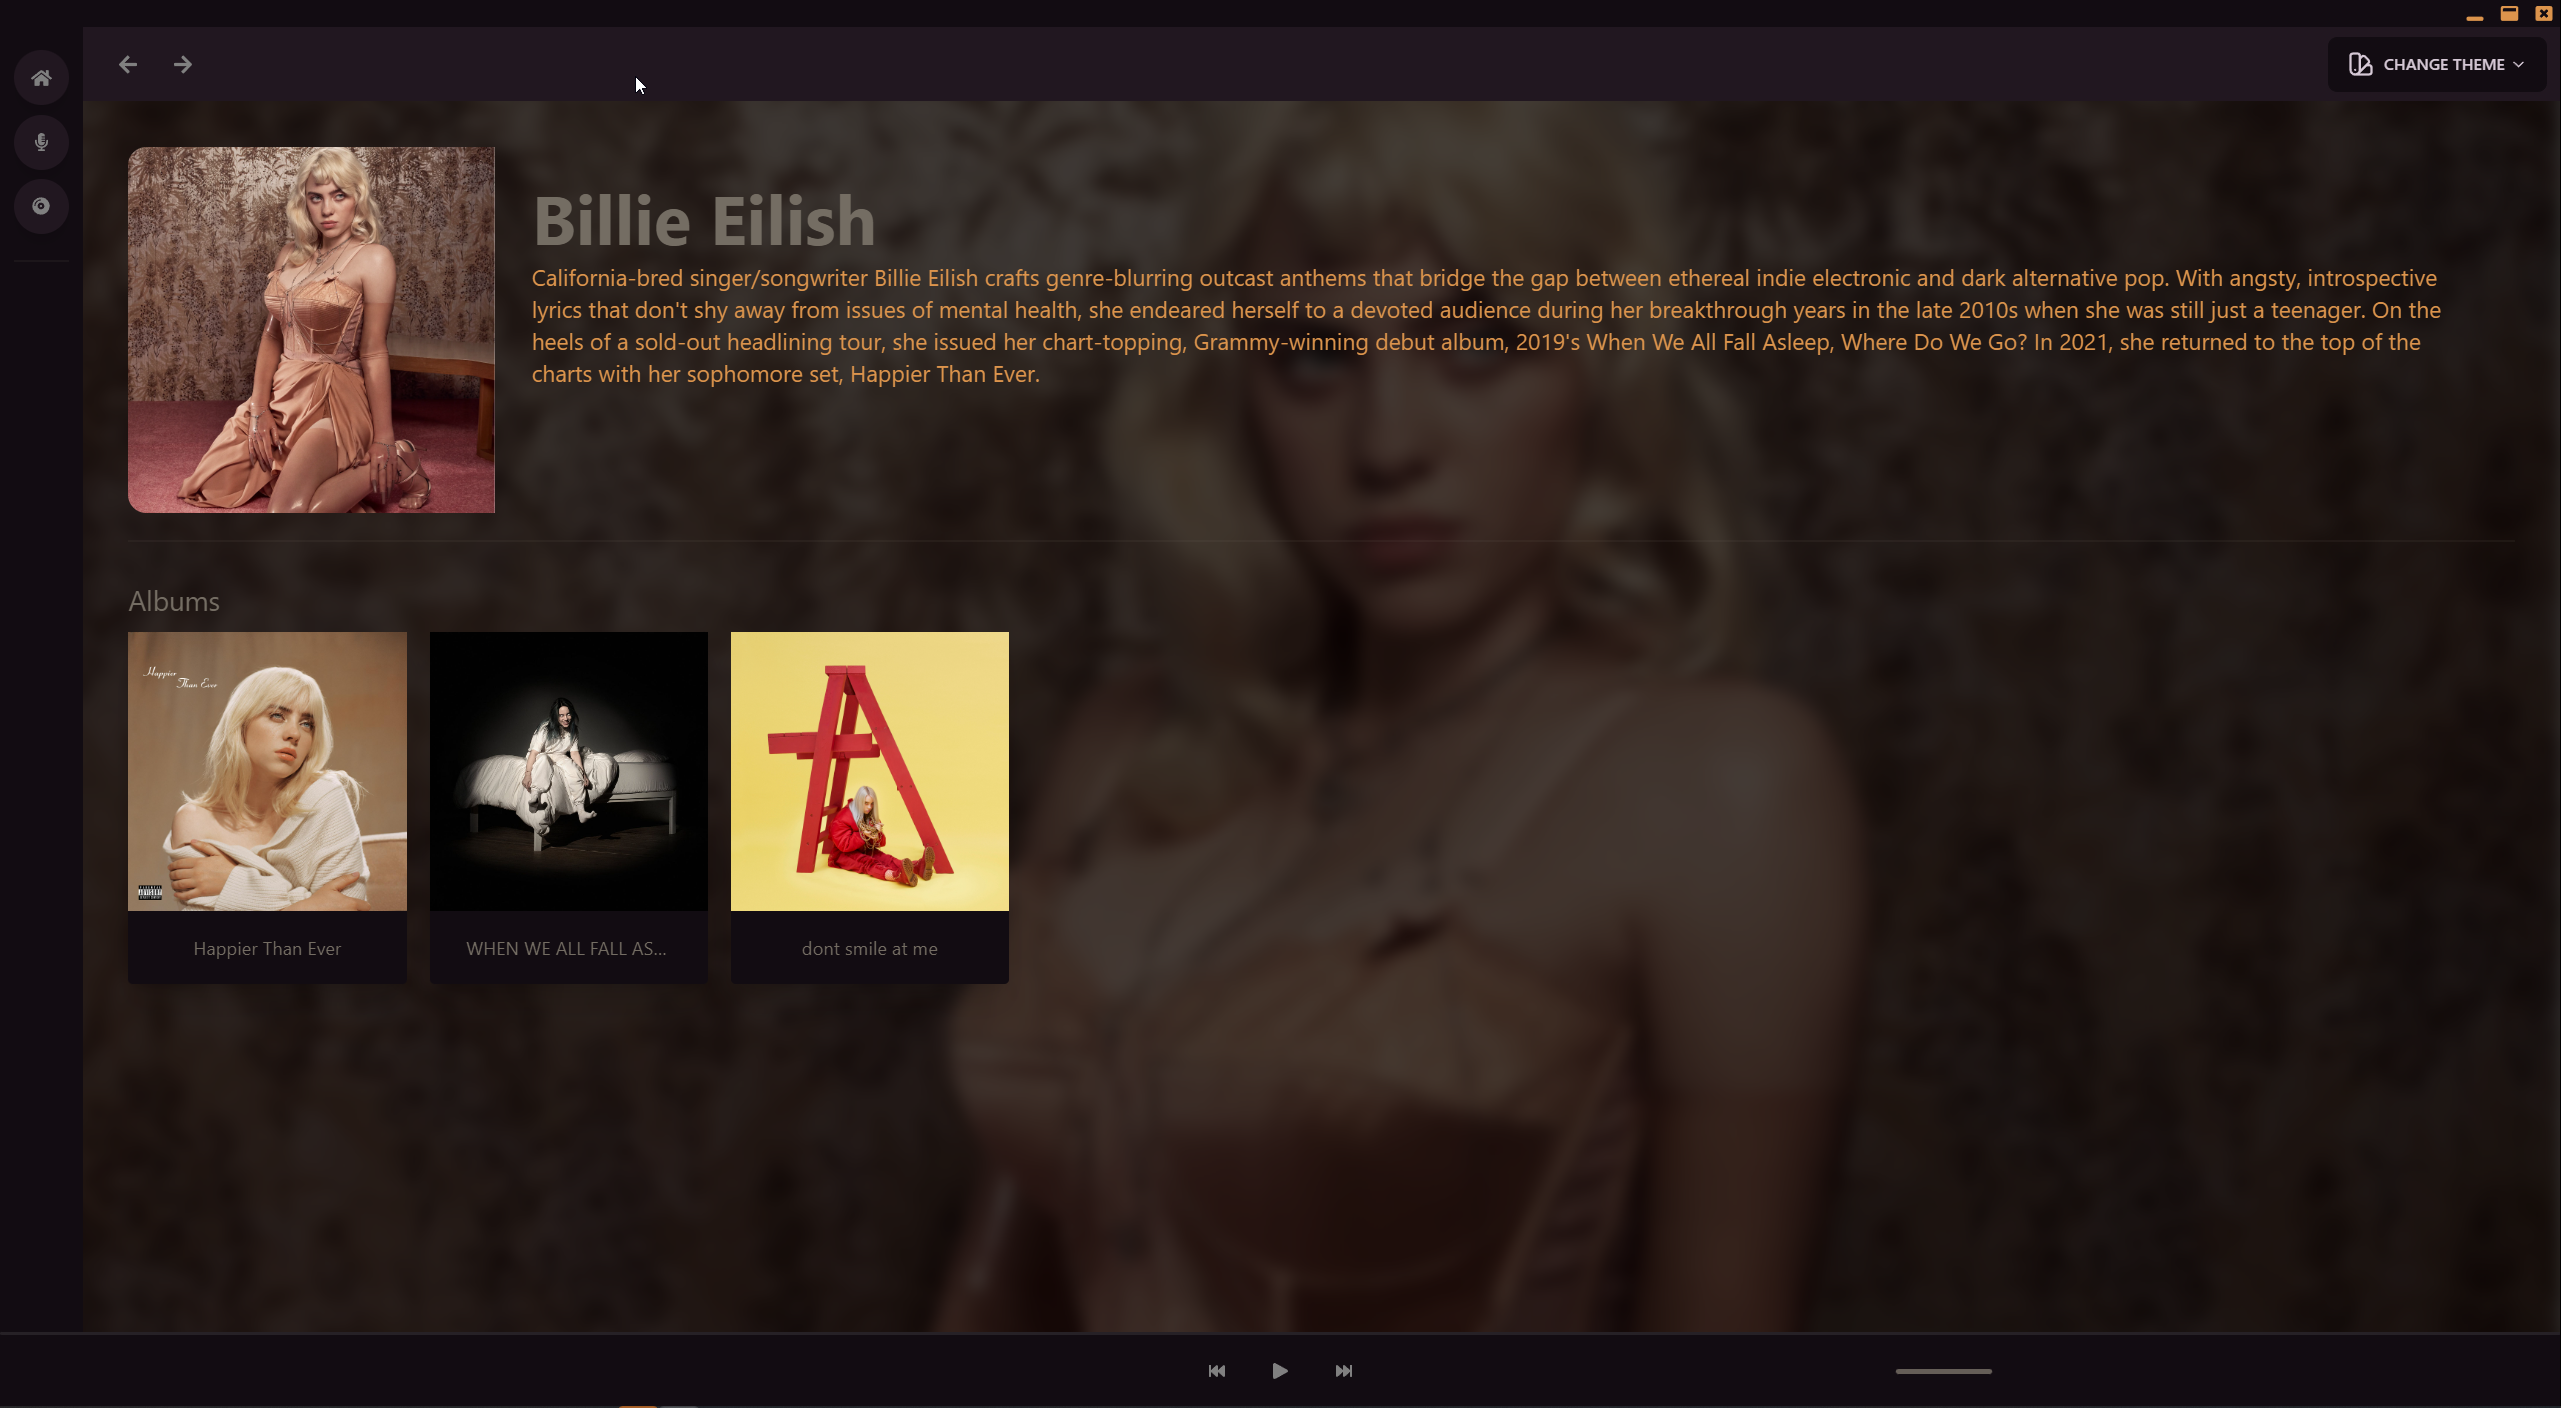 CHANGE THEME
Billie Eilish
California-bred singer/songwriter Billie Eilish crafts genre-blurring outcast anthems that bridge the gap between ethereal indie electronic and dark alternative pop. With angsty, introspective
lyrics that don't shy away from issues of mental health, she endeared herself to a devoted audience during her breakthrough years in the late 2010s when she was still just a teenager. On the
heels of a sold-out headlining tour, she issued her chart-topping, Grammy-winning debut album, 2019's When We All Fall Asleep, Where Do We Go? In 2021, she returned to the top of the
charts with her sophomore set, Happier Than Ever.
Albums
Happier
Than Ever
Happier Than Ever
WHEN WE ALL FALL AS...
dont smile at me